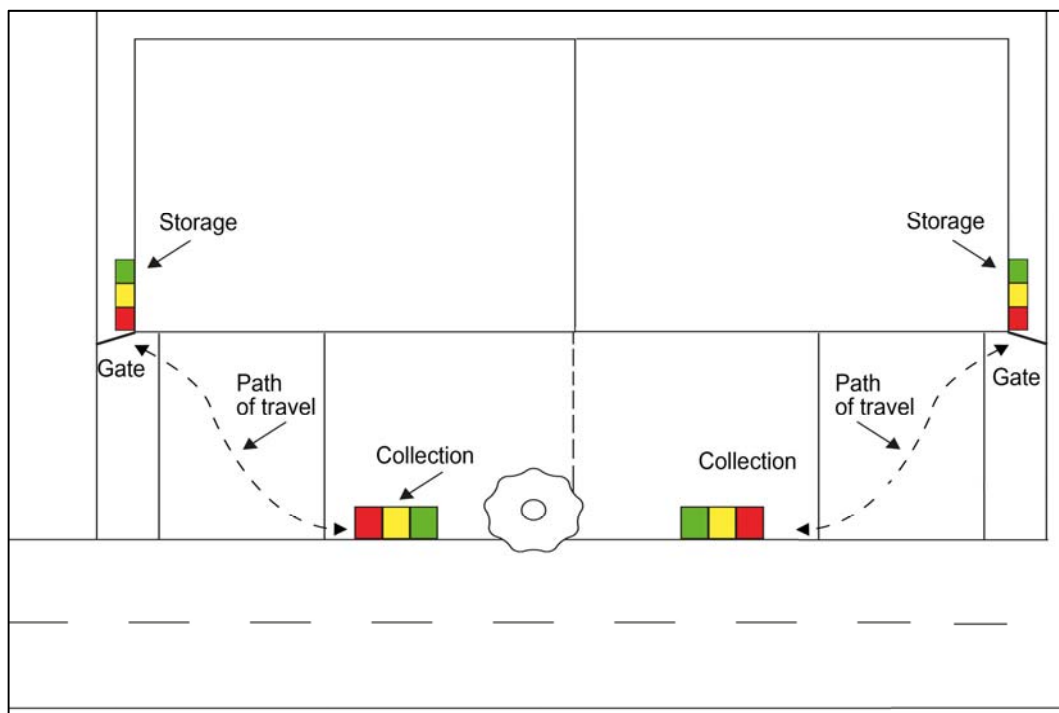 Storage
Storage
Gate
Path
of travel
Path
of travel
Gate
Collection
Collection